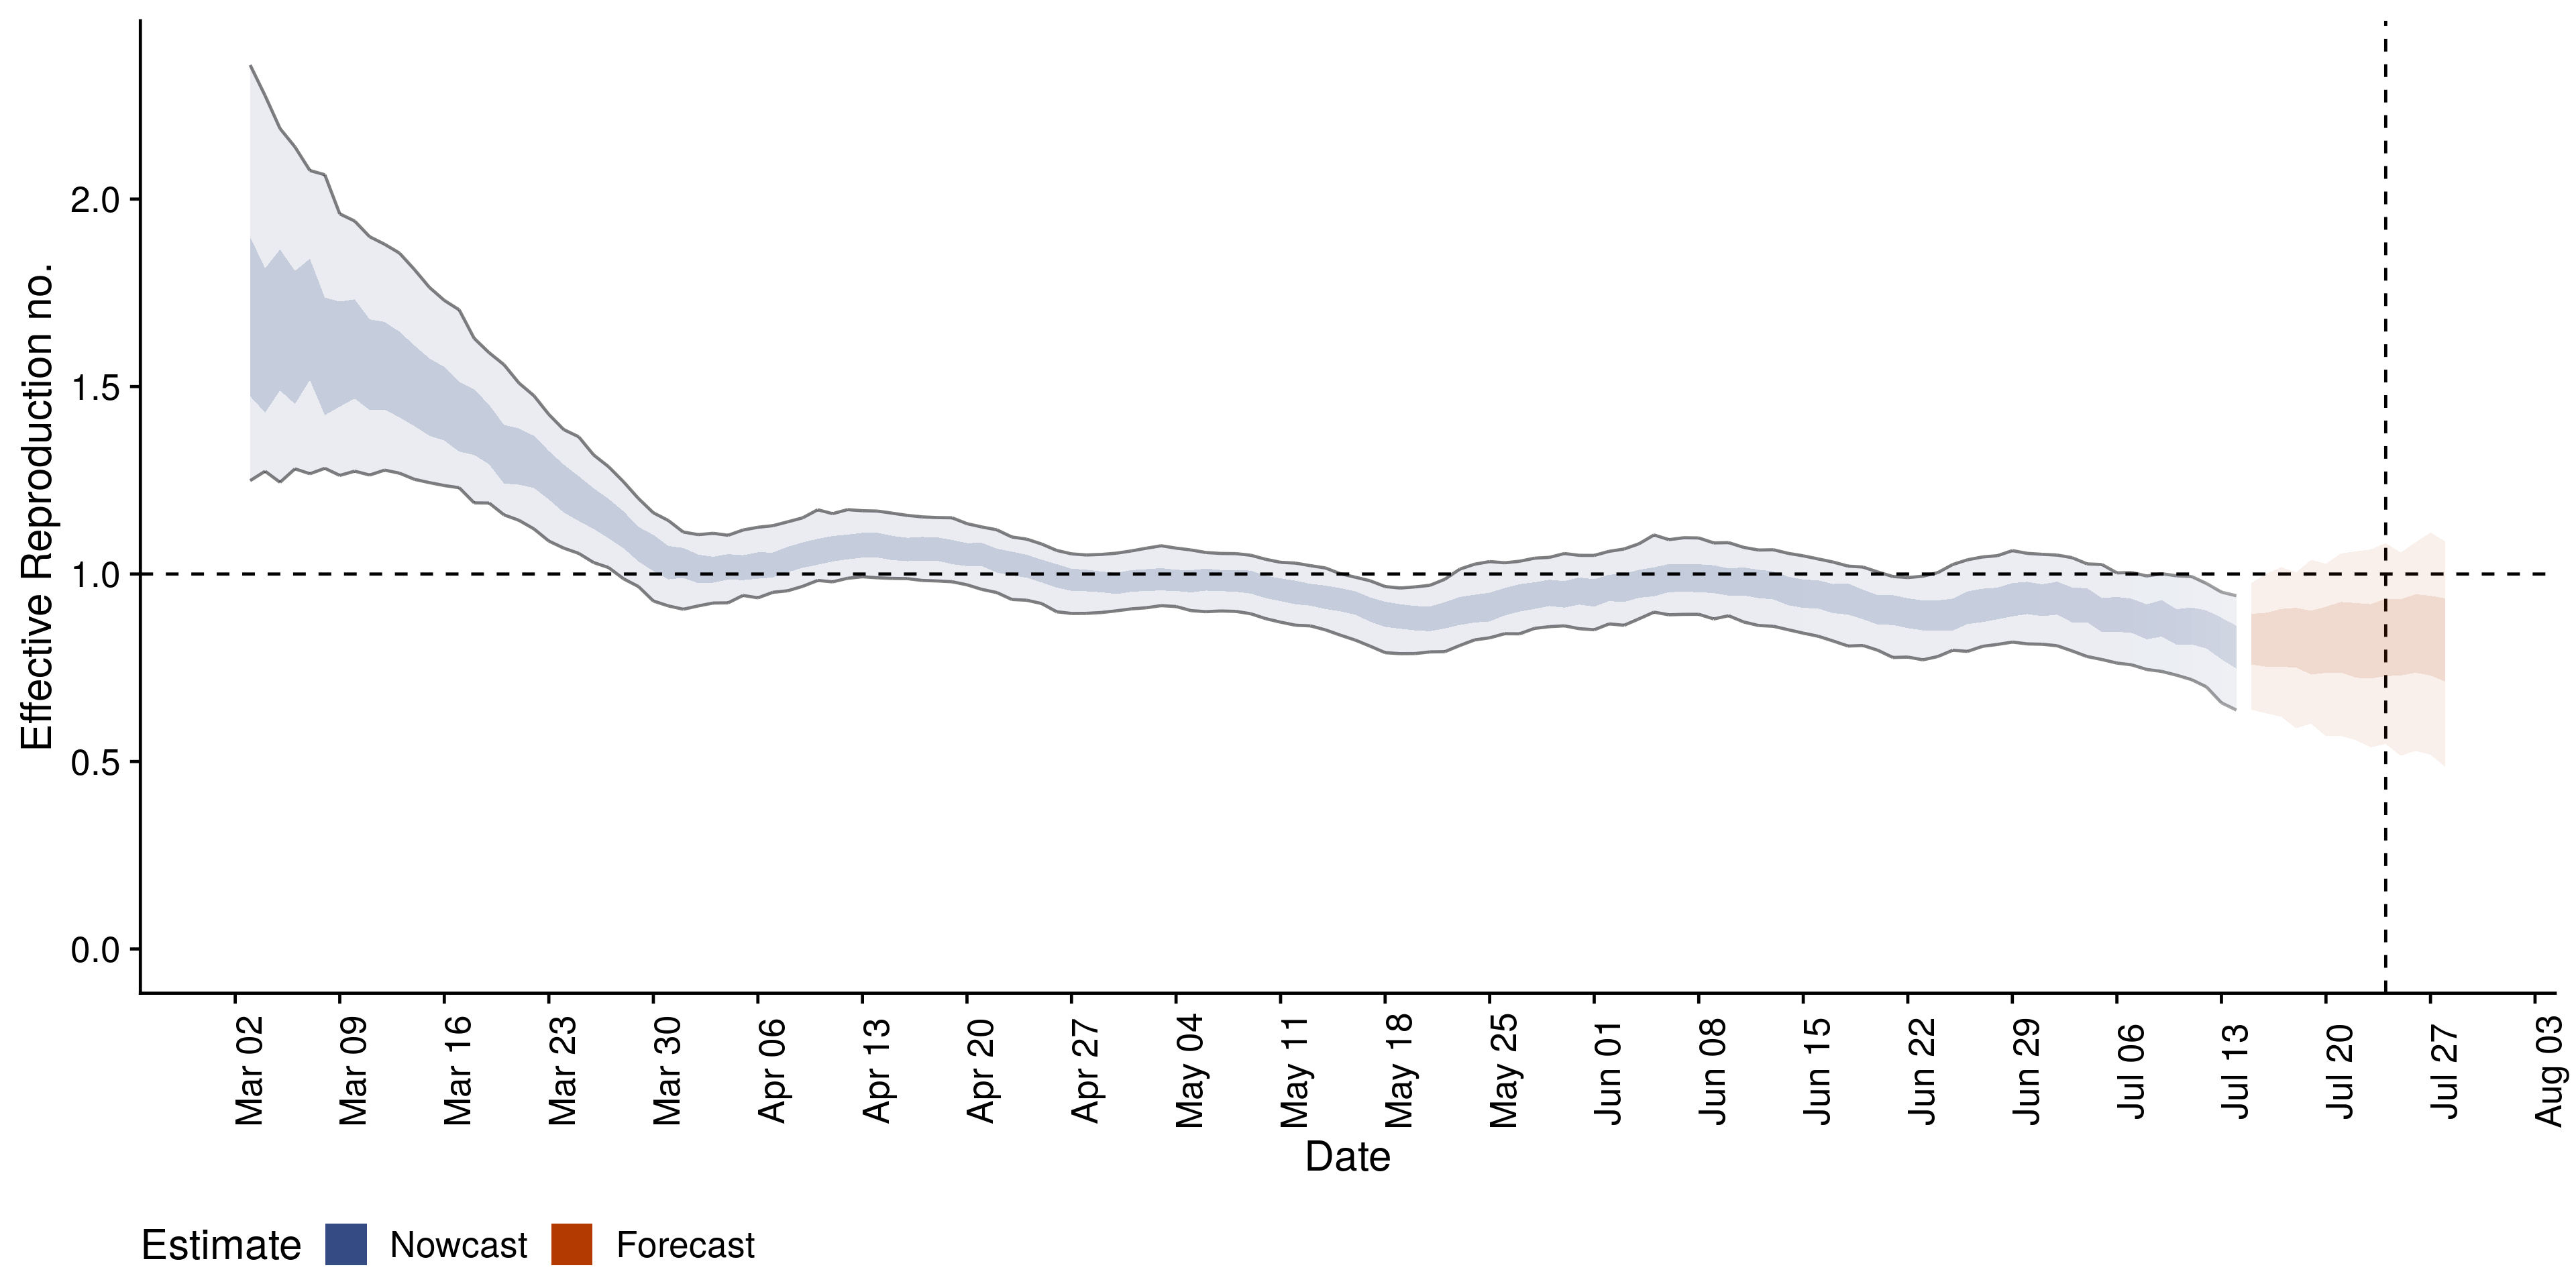 Effective Reproduction no.
2.0
1.5
1.0
0.5
0.0
Mar 02
Mar 09
Mar 16
Mar 23
Mar 30
Apr 06
Apr 13
Apr 20
Apr 27
May 04
May 11
May 18
May 25
Jun 01
Jun 08
Jun 15
Jun 22
Jun 29
Jul 06
Jul 13
Jul 20
Jul 27
Aug 03
Date
Estimate Nowcast Forecast